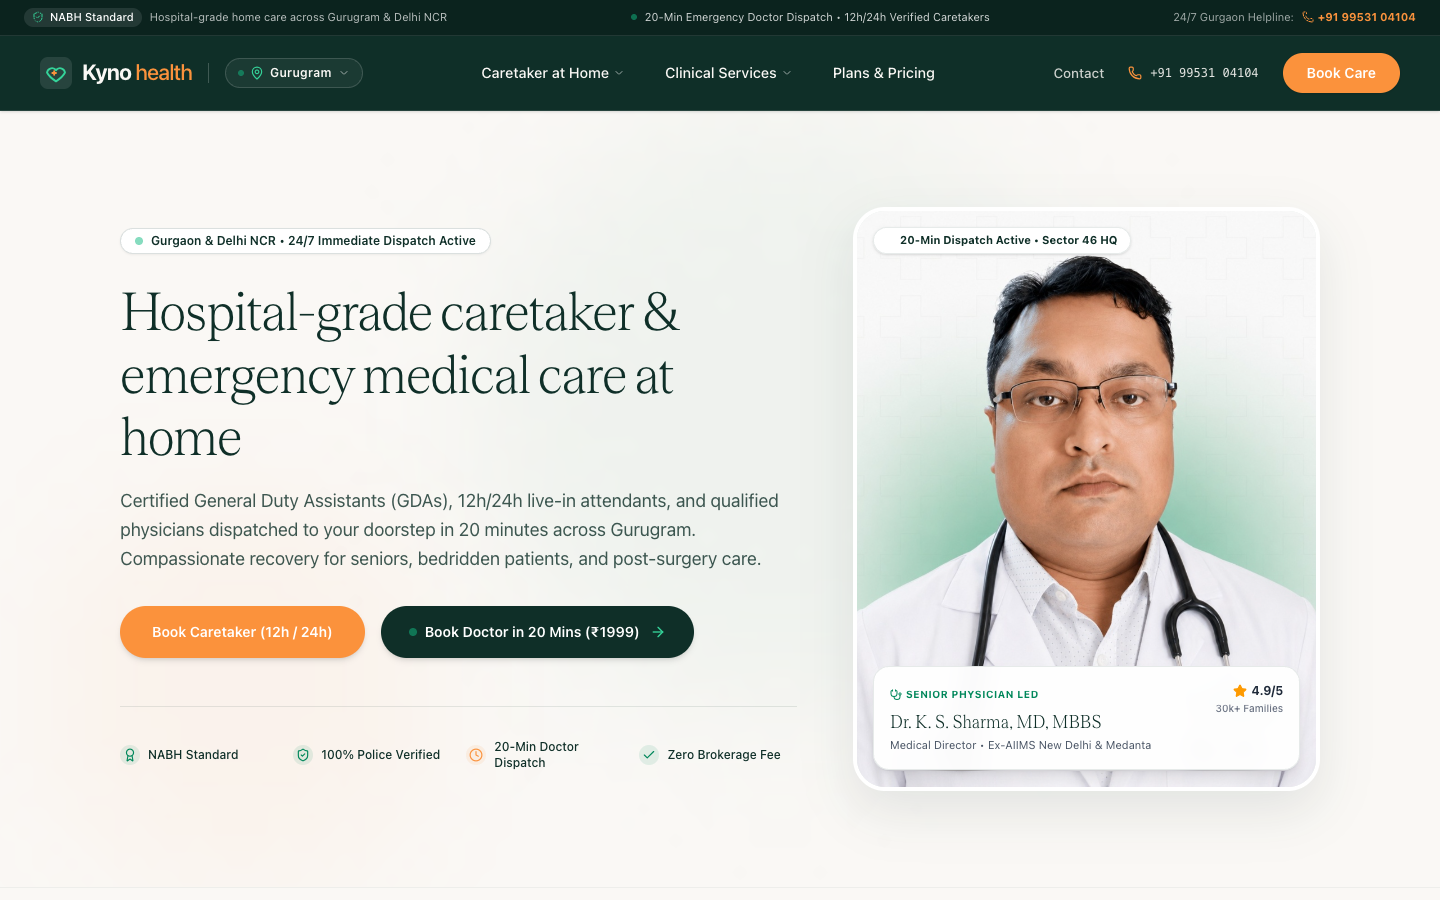 NABH Standard Hospital-grade home care across Gurugram & Delhi NCR
20-Min Emergency Doctor Dispatch • 12h/24h Verified Caretakers
24/7 Gurgaon Helpline: +91 99531 04104
Kyno health
Gurugram
Caretaker at Home
Clinical Services
Plans & Pricing
Contact
+91 99531 04104
Book Care
Gurgaon & Delhi NCR • 24/7 Immediate Dispatch Active
Hospital-grade caretaker &
emergency medical care at
home
Certified General Duty Assistants (GDAs), 12h/24h live-in attendants, and qualified
physicians dispatched to your doorstep in 20 minutes across Gurugram.
Compassionate recovery for seniors, bedridden patients, and post-surgery care.
Book Caretaker (12h / 24h)
Book Doctor in 20 Mins (₹1999)
NABH Standard
100% Police Verified
20-Min Doctor
Dispatch
Zero Brokerage Fee
20-Min Dispatch Active • Sector 46 HQ
SENIOR PHYSICIAN LED
4.9/5
30k+ Families
Dr. K. S. Sharma, MD, MBBS
Medical Director • Ex-AIIMS New Delhi & Medanta